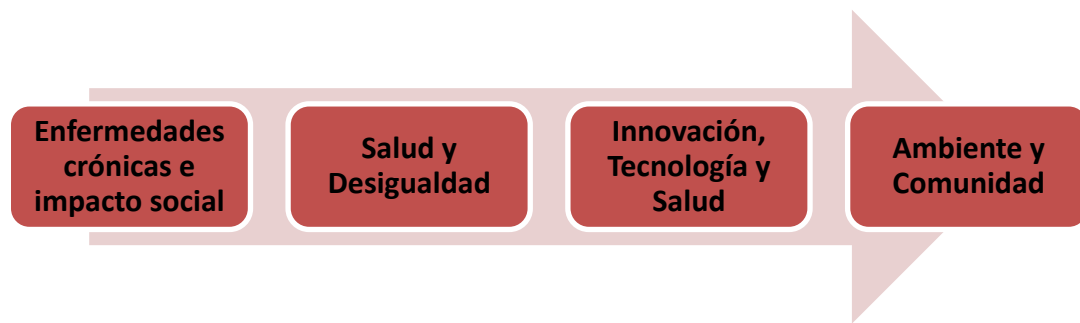 Enfermedades
crónicas e
impacto social
Salud y
Desigualdad
Innovación,
Tecnología y
Salud
Ambiente y
Comunidad